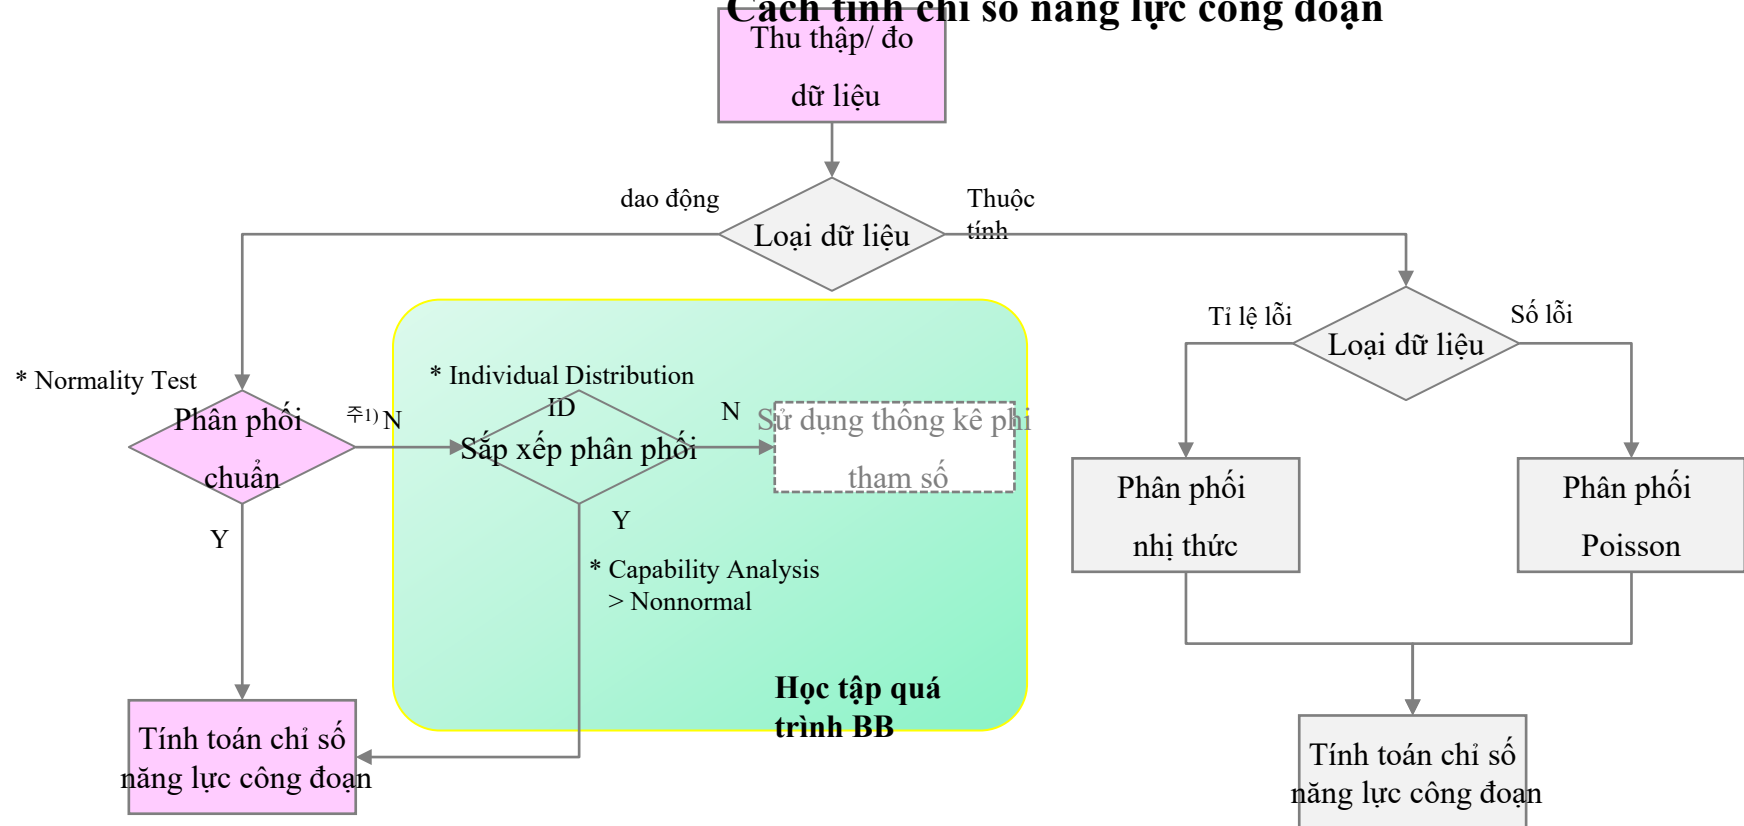 Cách tính chỉ số năng lực công đoạn
Thu thập/ đo
dữ liệu
dao động
Thuộc
tính
Loại dữ liệu
Tỉ lệ lỗi
Số lỗi
Loại dữ liệu
* Normality Test
* Individual Distribution
ID
Phân phối
chuẩn
주1) N
Sắp xếp phân phối
N
Sử dụng thống kê phi
tham số
Phân phối
nhị thức
Phân phối
Poisson
Y
Y
* Capability Analysis
> Nonnormal
Học tập quá
trình BB
Tính toán chỉ số
năng lực công đoạn
Tính toán chỉ số
năng lực công đoạn